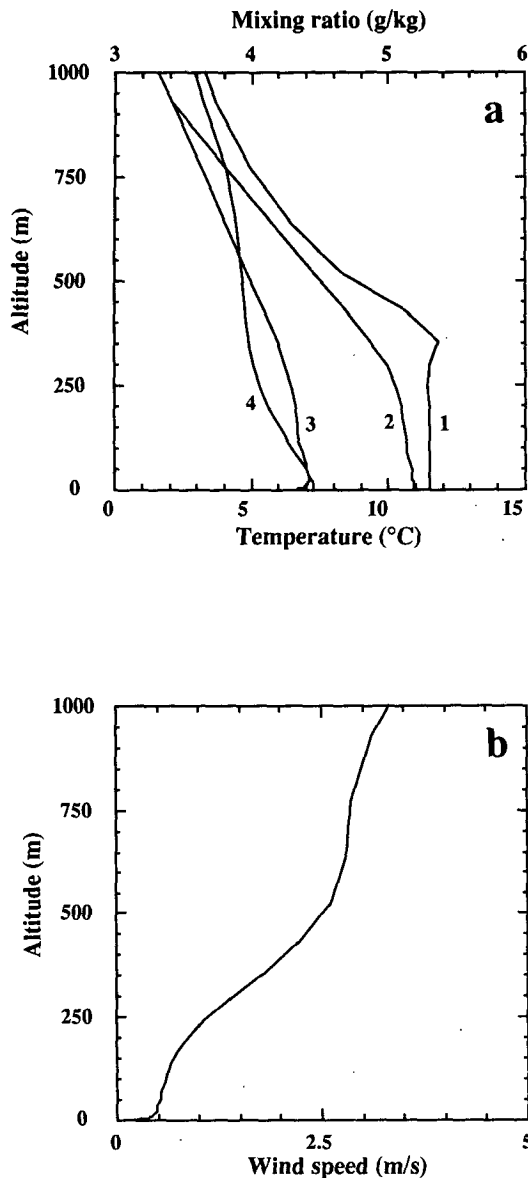 Mixing ratio (g/kg)
3 4 5 6
1000
a
750
Altitude (m)
500
250
4 3 2 1
0
0 5 10 15
Temperature (°C)
1000
b
750
Altitude (m)
500
250
0
0 2.5 5
Wind speed (m/s)